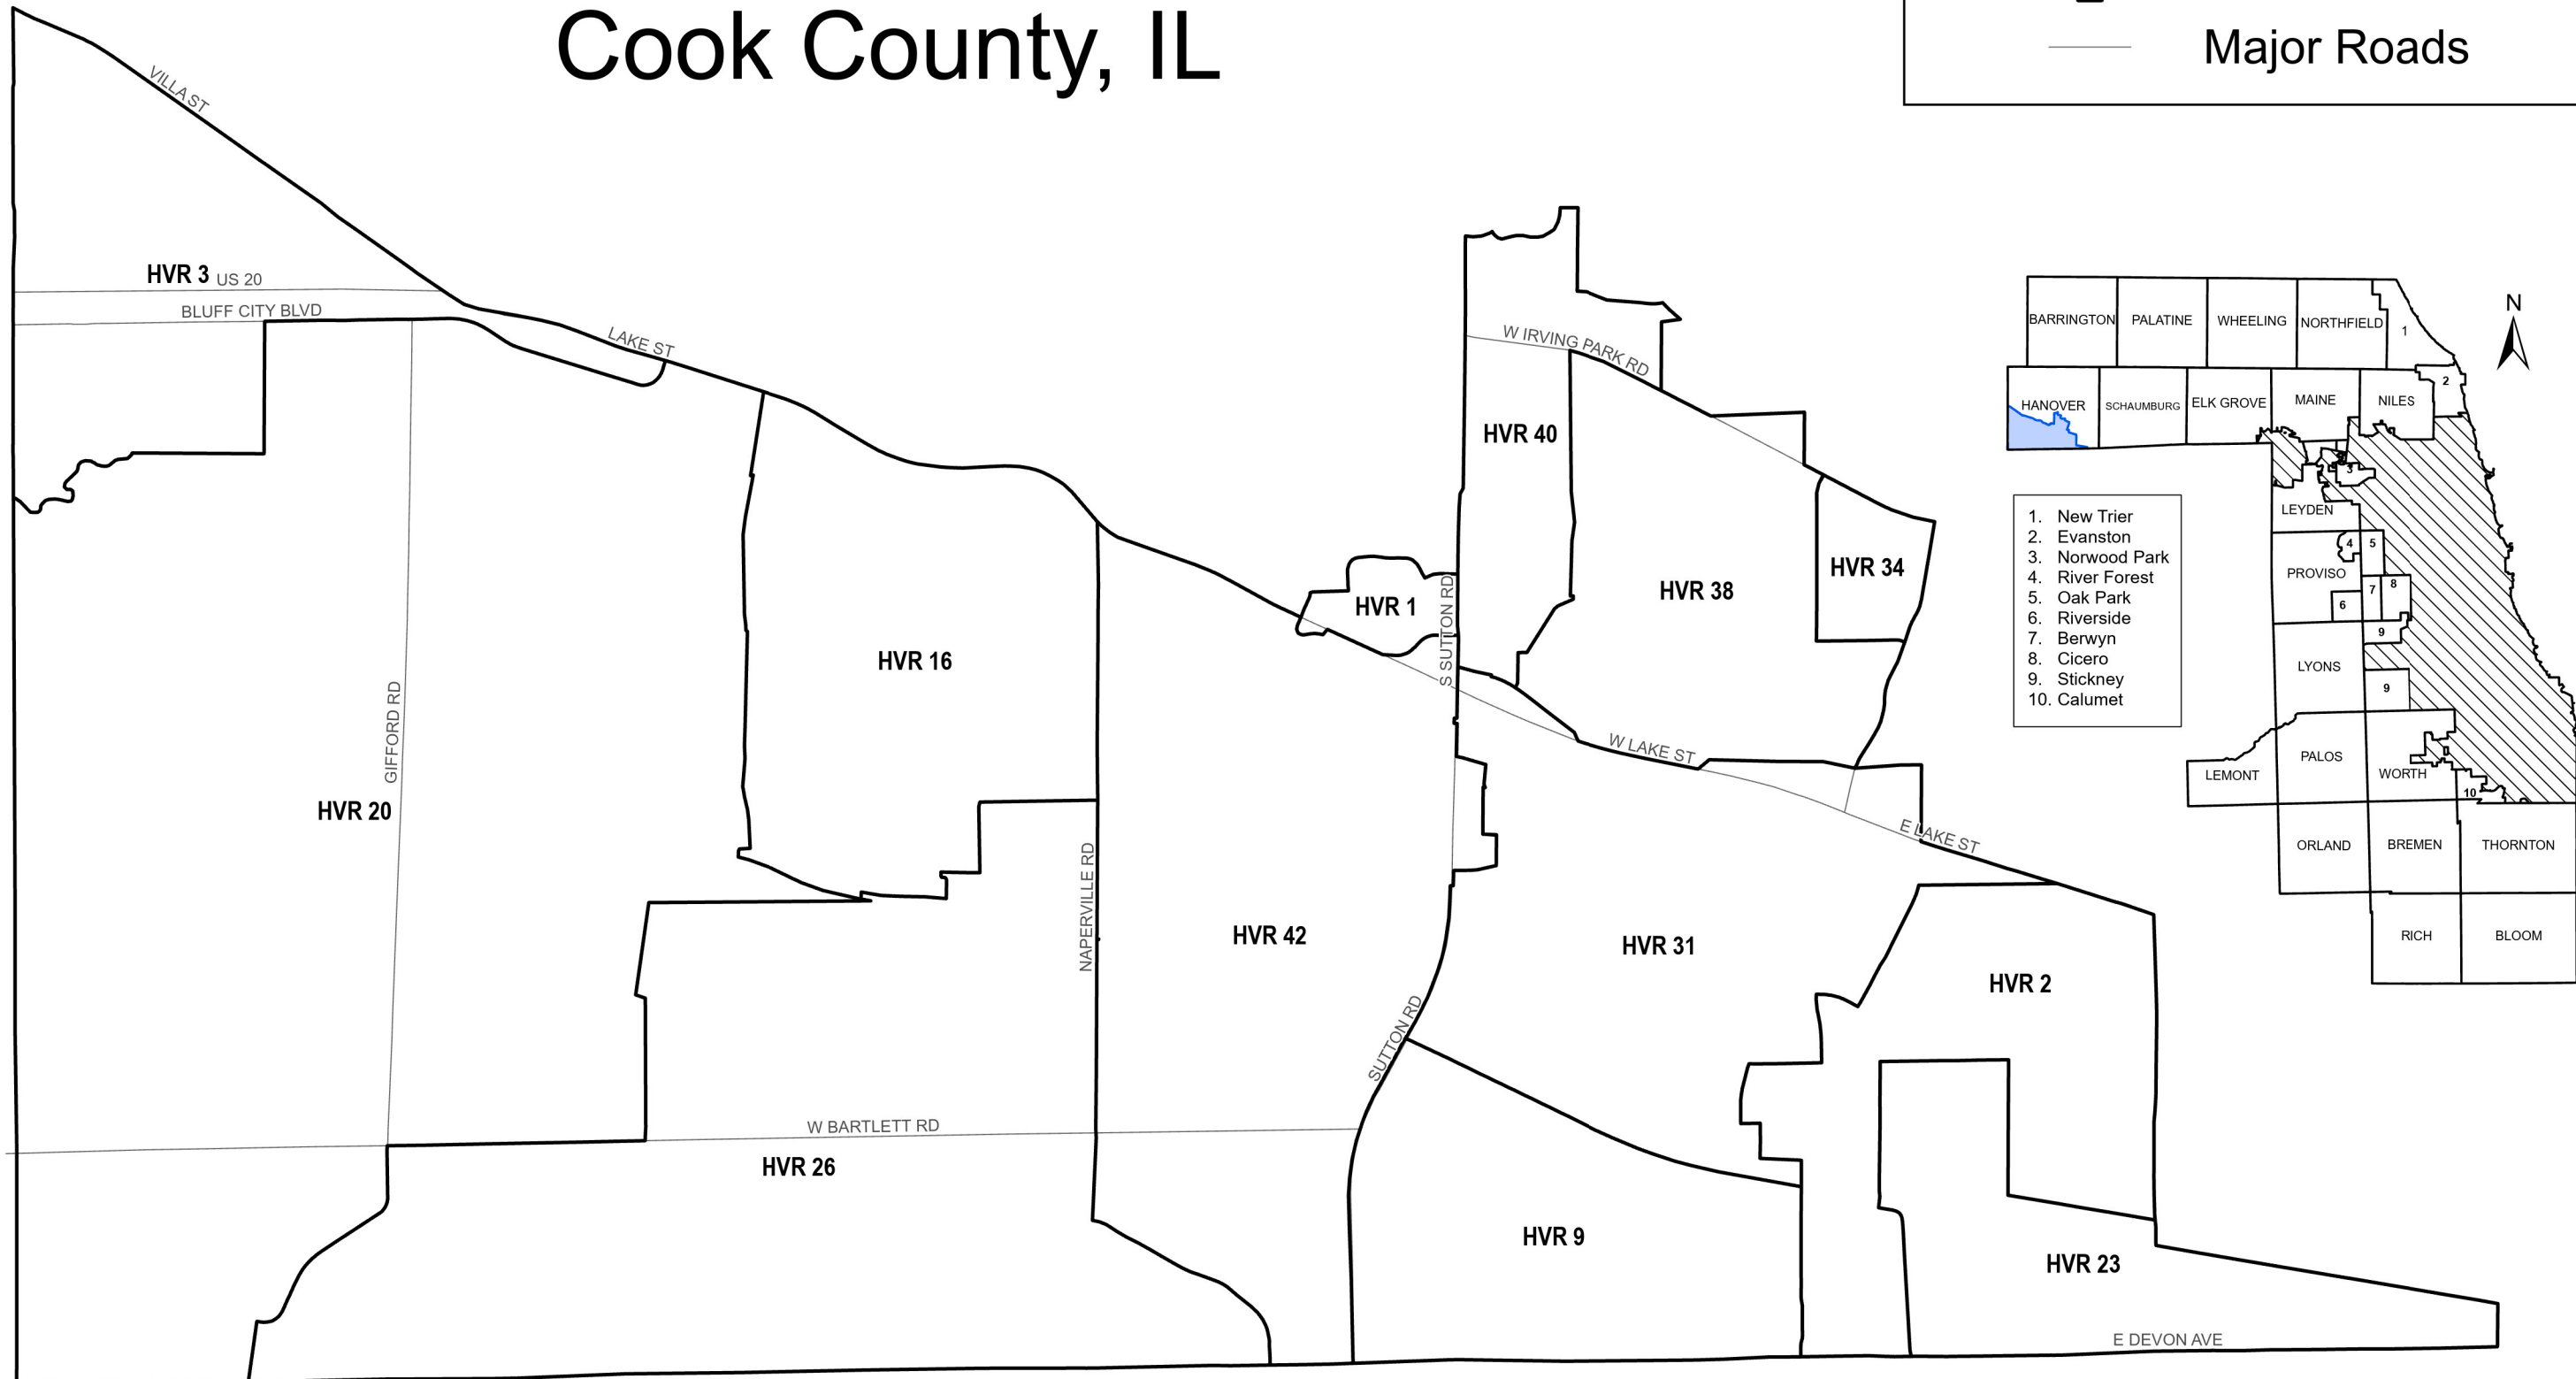 Cook County, IL
Major Roads
VILLA ST
HVR 3
US 20
BLUFF CITY BLVD
LAKE ST
W IRVING PARK RD
HVR 40
HVR 1
S SUTTON RD
HVR 38
HVR 34
HVR 16
GIFFORD RD
HVR 20
W LAKE ST
E LAKE ST
NAPERVILLE RD
HVR 42
HVR 31
HVR 2
SUTTON RD
W BARTLETT RD
HVR 26
HVR 9
HVR 23
E DEVON AVE
N
BARRINGTON
PALATINE
WHEELING
NORTHFIELD
1
2
HANOVER
SCHAUMBURG
ELK GROVE
MAINE
NILES
3
LEYDEN
4
5
PROVISO
7
8
6
9
LYONS
9
PALOS
LEMONT
WORTH
10
ORLAND
BREMEN
THORNTON
RICH
BLOOM
1. New Trier
2. Evanston
3. Norwood Park
4. River Forest
5. Oak Park
6. Riverside
7. Berwyn
8. Cicero
9. Stickney
10. Calumet